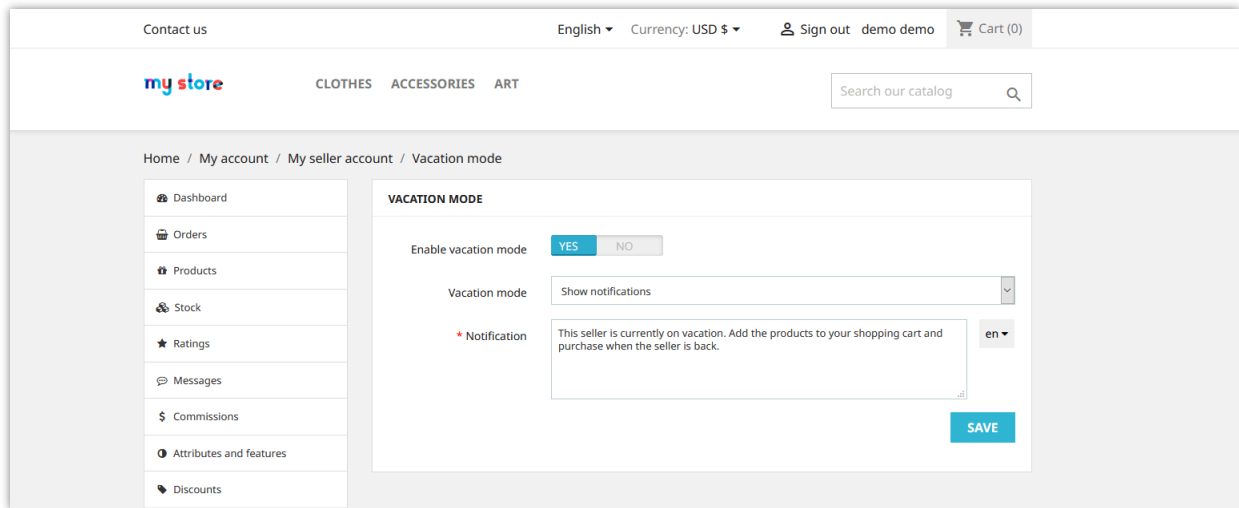 Contact us
English Currency: USD $ Sign out demo demo Cart (0)
my store
CLOTHES ACCESSORIES ART
Search our catalog
Home / My account / My seller account / Vacation mode
Dashboard
Orders
Products
Stock
Ratings
Messages
Commissions
Attributes and features
Discounts
VACATION MODE
Enable vacation mode YES NO
Vacation mode Show notifications
* Notification This seller is currently on vacation. Add the products to your shopping cart and
purchase when the seller is back.
en
SAVE